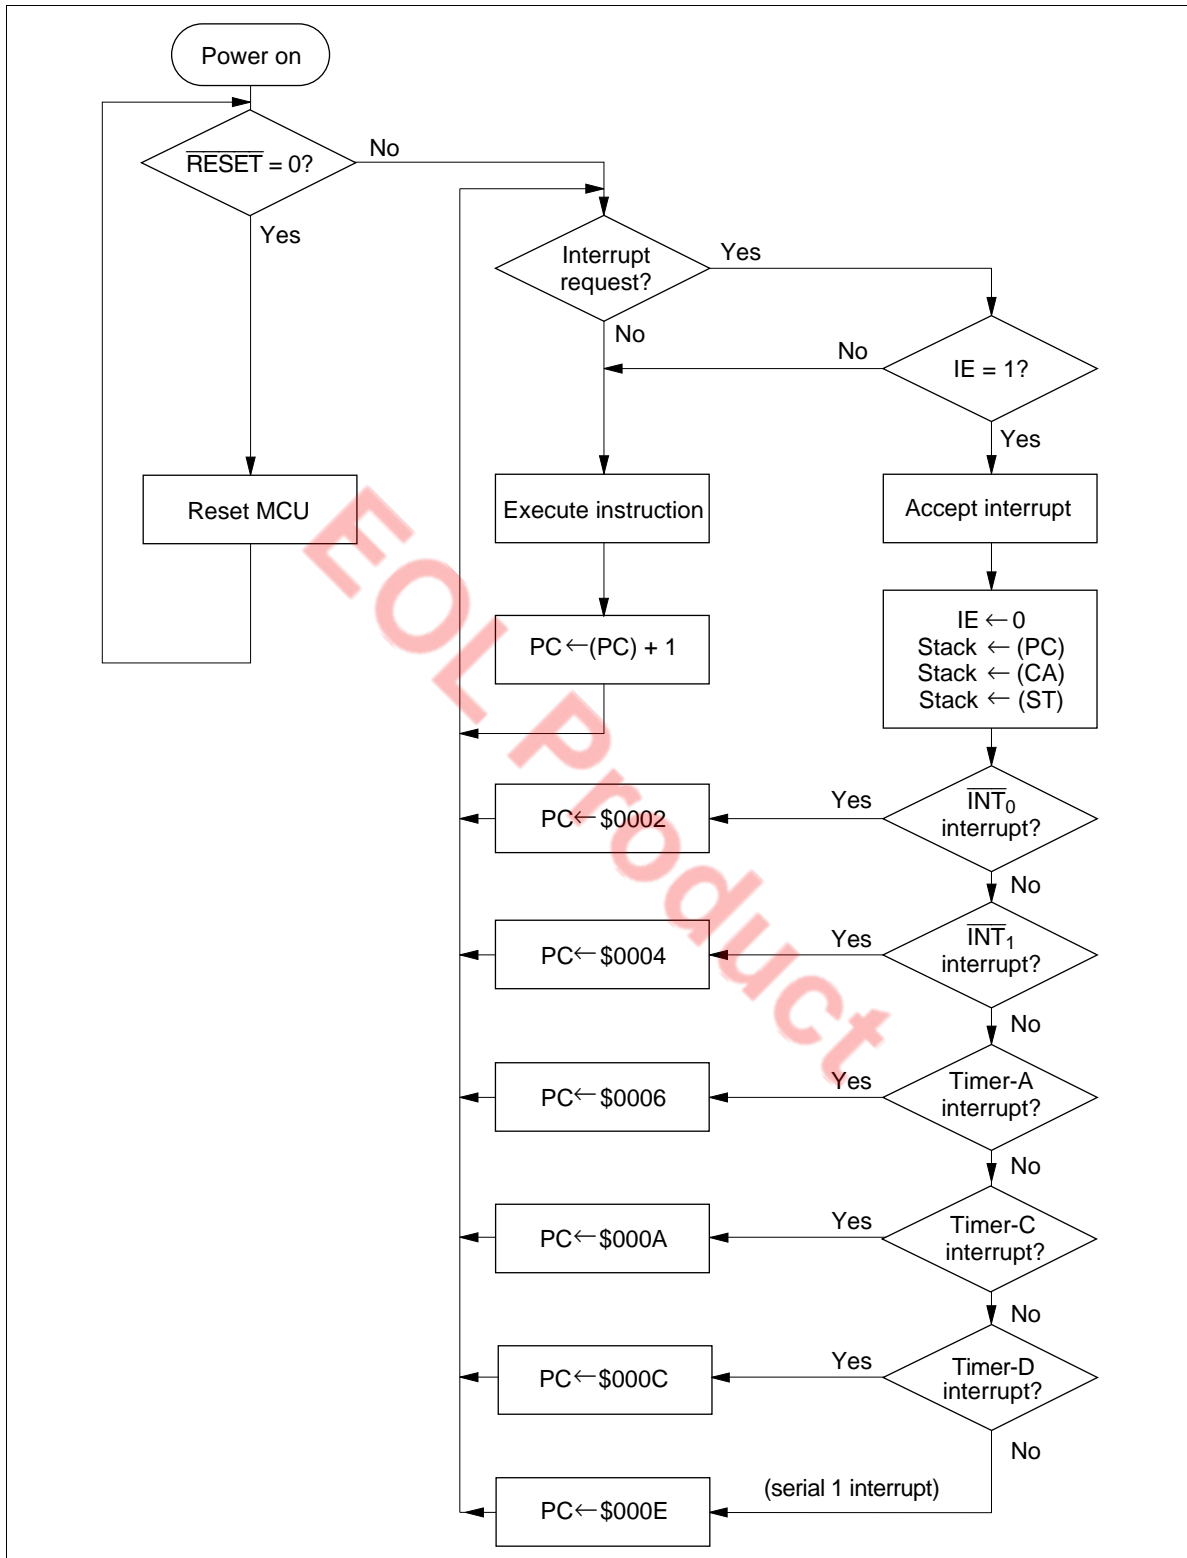 Power on
RESET = 0?
No
Yes
Reset MCU
Interrupt
request?
Yes
No
IE = 1?
No
Yes
Execute instruction
Accept interrupt
PC←(PC) + 1
IE ← 0
Stack ← (PC)
Stack ← (CA)
Stack ← (ST)
INT0
interrupt?
Yes
PC← $0002
No
INT1
interrupt?
Yes
PC← $0004
No
Timer-A
interrupt?
Yes
PC← $0006
No
Timer-C
interrupt?
Yes
PC←$000A
No
Timer-D
interrupt?
Yes
PC←$000C
No
(serial 1 interrupt)
PC←$000E
EOL Product